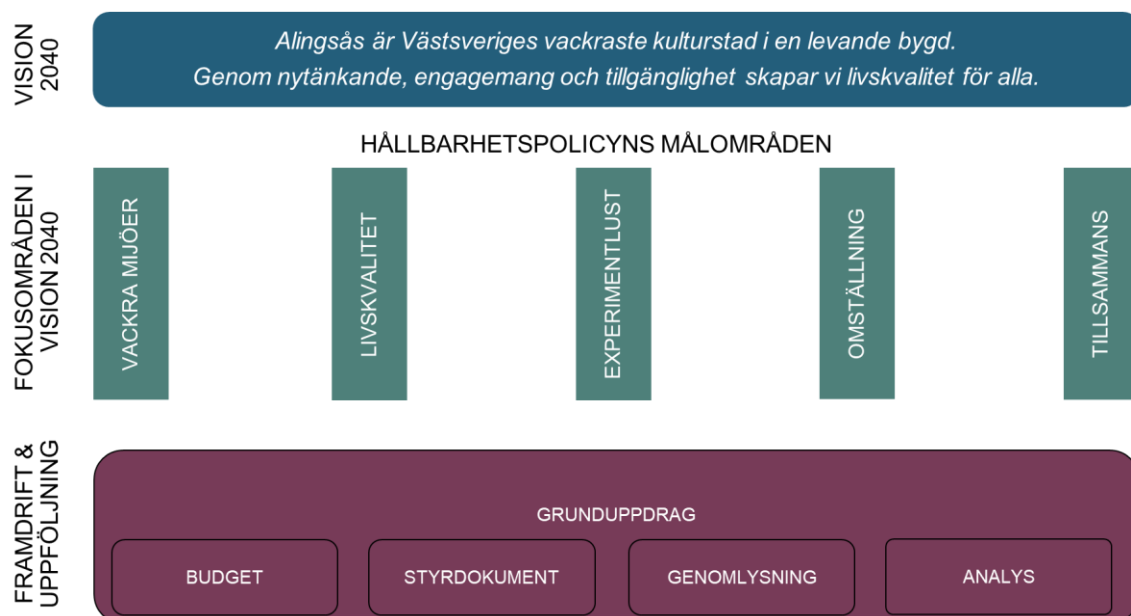 VISION
2040
Alingsås är Västsveriges vackraste kulturstad i en levande bygd.
Genom nytänkande, engagemang och tillgänglighet skapar vi livskvalitet för alla.
HÅLLBARHETSPOLICYNS MÅLOMRÅDEN
FOKUSOMRÅDEN I
VISION 2040
VACKRA MIJÖER
LIVSKVALITET
EXPERIMENTLUST
OMSTÄLLNING
TILLSAMMANS
FRAMDRIFT &
UPPFÖLJNING
GRUNDUPPDRAG
BUDGET
STYRDOKUMENT
GENOMLYSNING
ANALYS